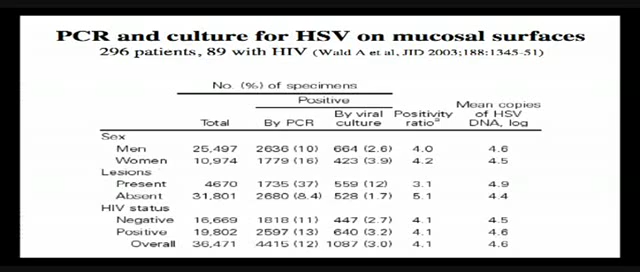 PCR and culture for HSV on mucosal surfaces
296 patients, 89 with HIV (Wald A et al, JID 2003;188:1345-51)
No. (%) of specimens
Positive
Total By PCR By viral culture Positivity ratioᵃ Mean copies of HSV DNA, log
Sex
Men 25,497 2636 (10) 664 (2.6) 4.0 4.6
Women 10,974 1779 (16) 423 (3.9) 4.2 4.5
Lesions
Present 4670 1735 (37) 559 (12) 3.1 4.9
Absent 31,801 2680 (8.4) 528 (1.7) 5.1 4.4
HIV status
Negative 16,669 1818 (11) 447 (2.7) 4.1 4.5
Positive 19,802 2597 (13) 640 (3.2) 4.1 4.6
Overall 36,471 4415 (12) 1087 (3.0) 4.1 4.6